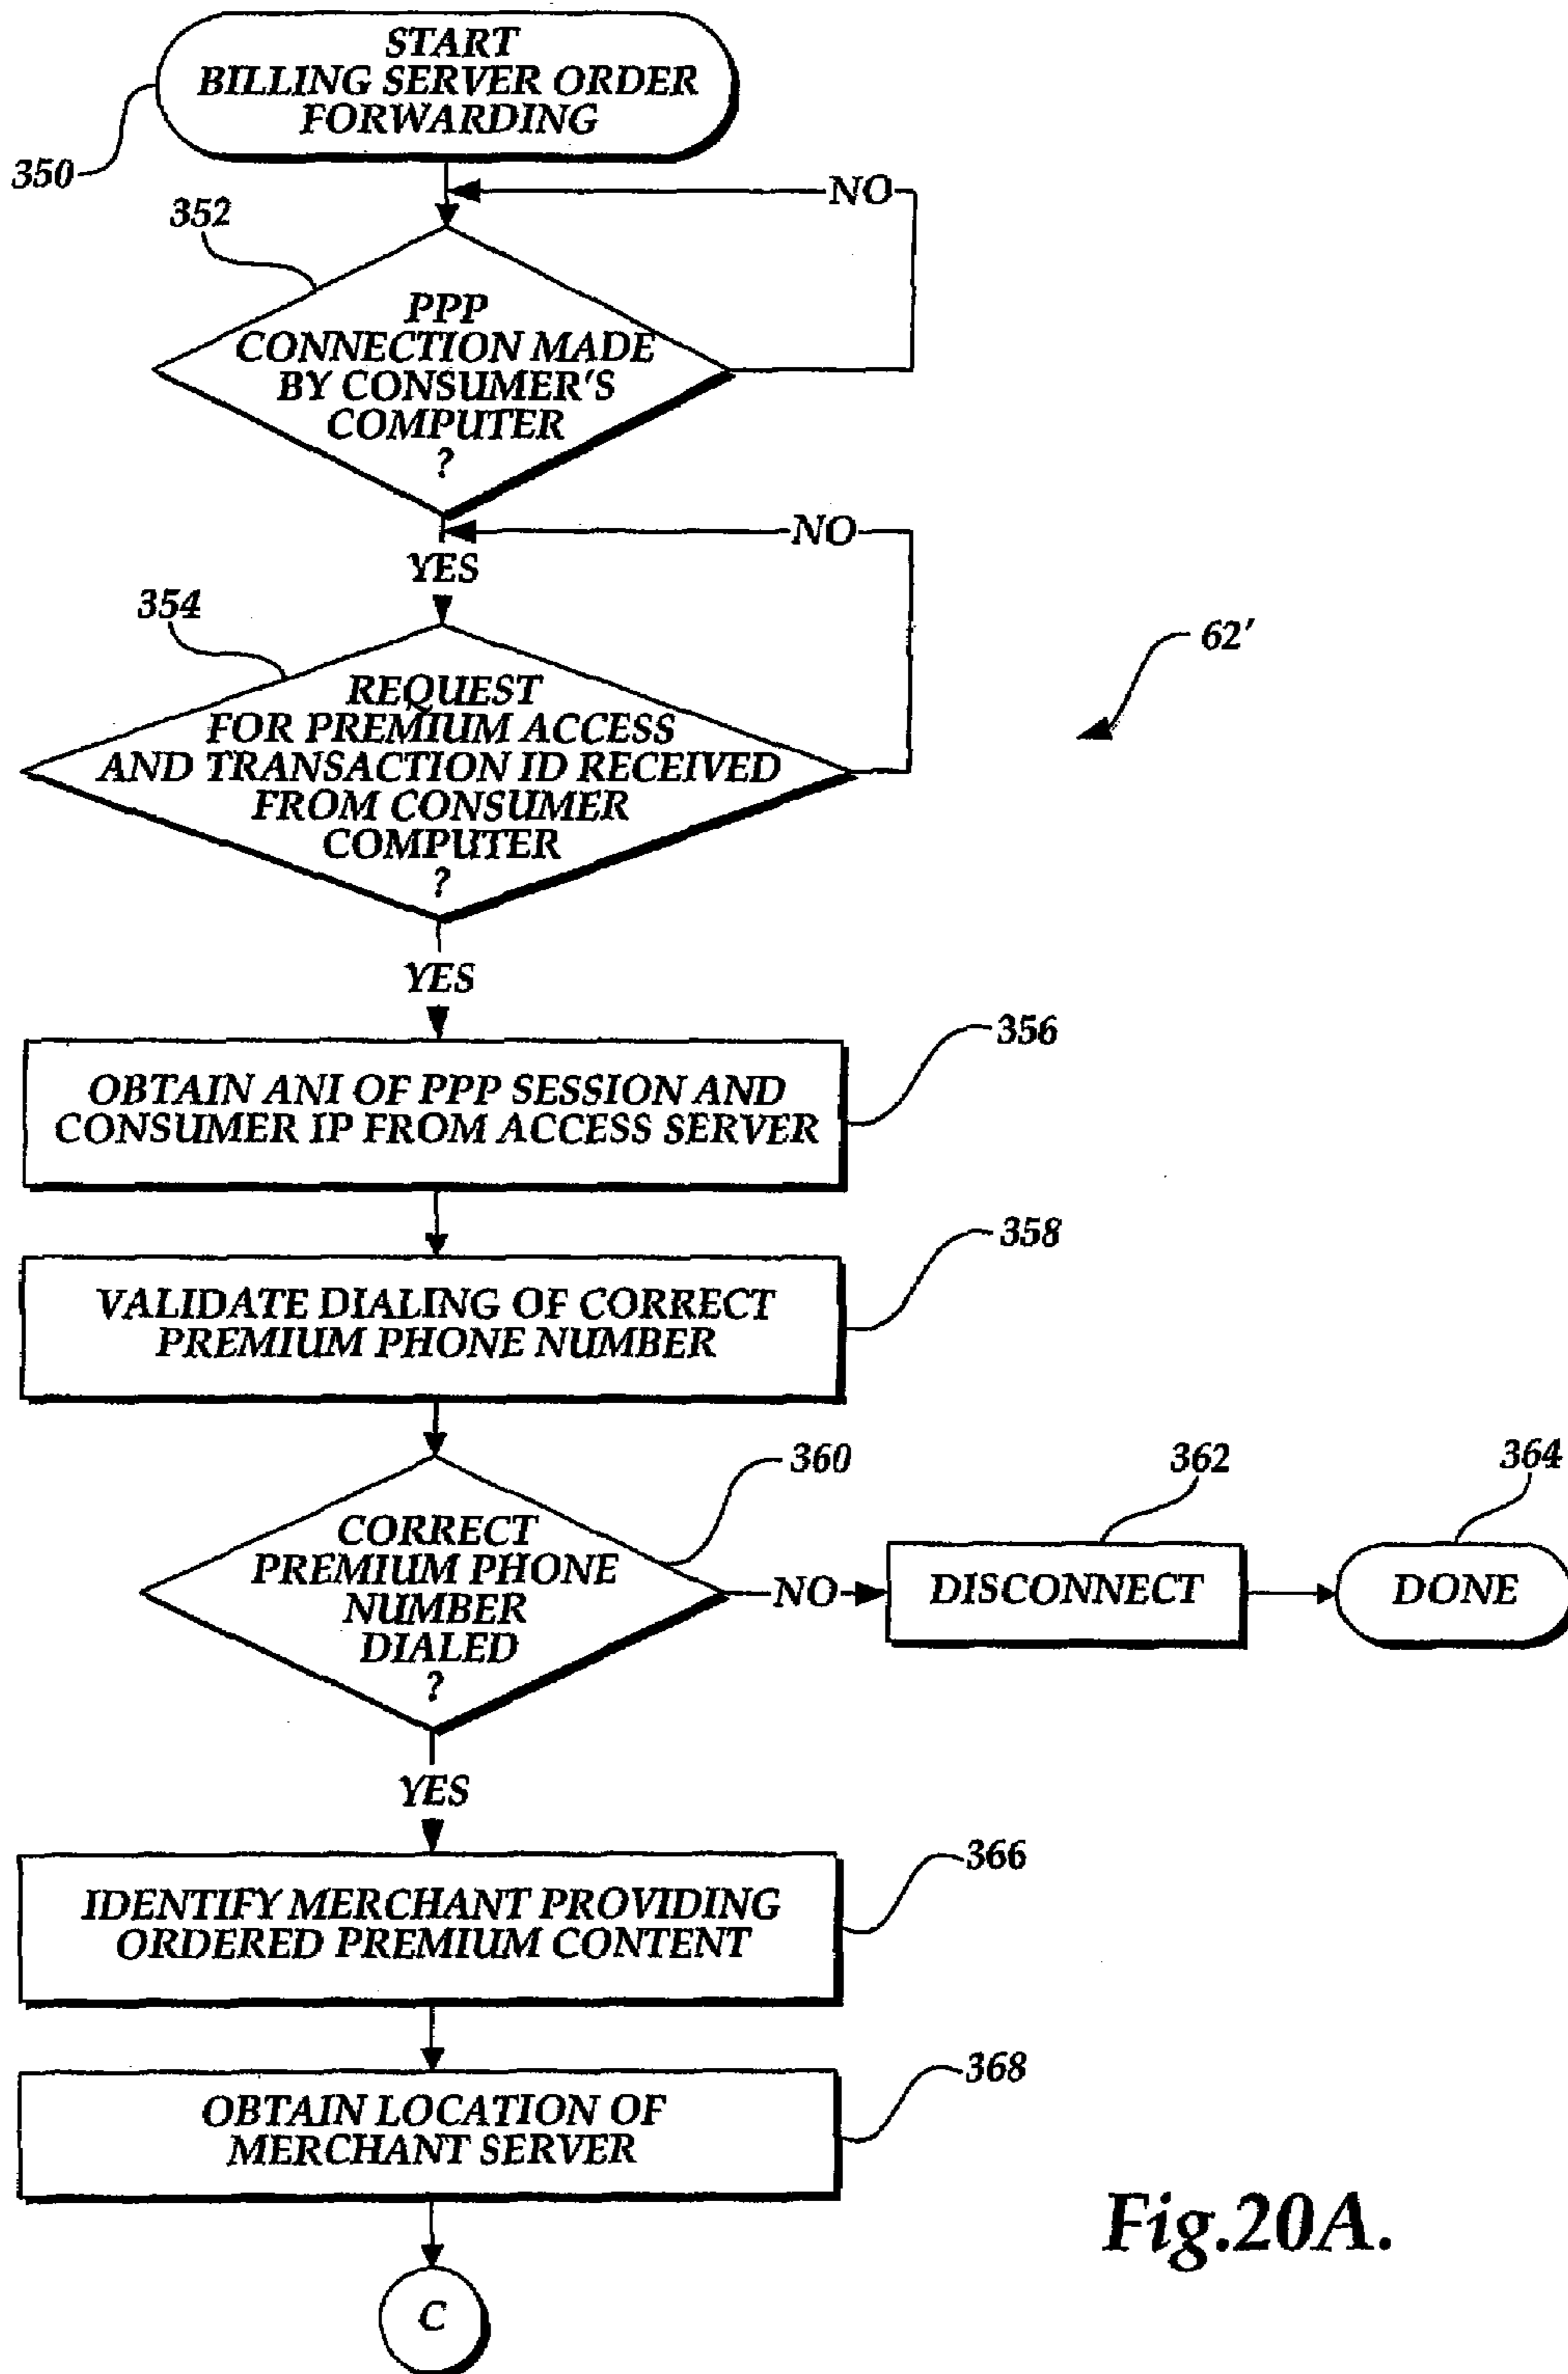 START
BILLING SERVER ORDER
FORWARDING
350
NO
352
PPP
CONNECTION MADE
BY CONSUMER'S
COMPUTER
?
NO
YES
354
62'
REQUEST
FOR PREMIUM ACCESS
AND TRANSACTION ID RECEIVED
FROM CONSUMER
COMPUTER
?
YES
356
OBTAIN ANI OF PPP SESSION AND
CONSUMER IP FROM ACCESS SERVER
358
VALIDATE DIALING OF CORRECT
PREMIUM PHONE NUMBER
360
362
364
CORRECT
PREMIUM PHONE
NUMBER
DIALED
?
NO
DISCONNECT
DONE
YES
366
IDENTIFY MERCHANT PROVIDING
ORDERED PREMIUM CONTENT
368
OBTAIN LOCATION OF
MERCHANT SERVER
Fig.20A.
C